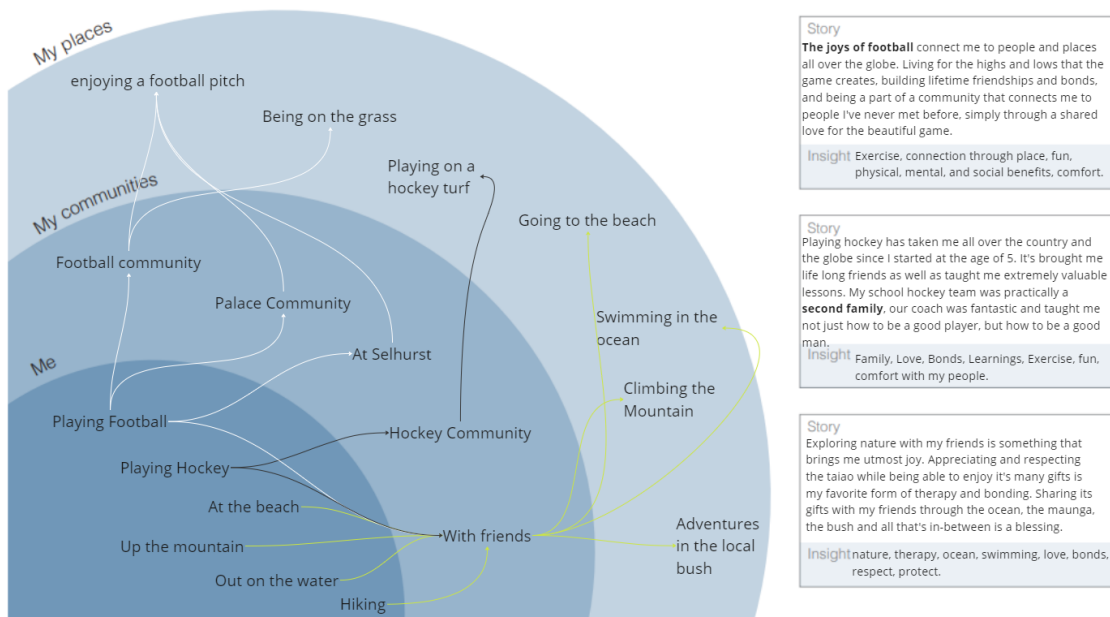 My places
enjoying a football pitch
Being on the grass
Playing on a
hockey turf
Going to the beach
Swimming in the
ocean
Climbing the
Mountain
Adventures
in the local
bush
My communities
Football community
Palace Community
At Selhurst
Hockey Community
With friends
Me
Playing Football
Playing Hockey
At the beach
Up the mountain
Out on the water
Hiking
Story
The joys of football connect me to people and places
all over the globe. Living for the highs and lows that the
game creates, building lifetime friendships and bonds,
and being a part of a community that connects me to
people I've never met before, simply through a shared
love for the beautiful game.
Insight Exercise, connection through place, fun,
physical, mental, and social benefits, comfort.
Story
Playing hockey has taken me all over the country and
the globe since I started at the age of 5. It's brought me
life long friends as well as taught me extremely valuable
lessons. My school hockey team was practically a
second family, our coach was fantastic and taught me
not just how to be a good player, but how to be a good
man.
Insight Family, Love, Bonds, Learnings, Exercise, fun,
comfort with my people.
Story
Exploring nature with my friends is something that
brings me utmost joy. Appreciating and respecting
the taiao while being able to enjoy it's many gifts is
my favorite form of therapy and bonding. Sharing its
gifts with my friends through the ocean, the maunga,
the bush and all that's in-between is a blessing.
Insight nature, therapy, ocean, swimming, love, bonds,
respect, protect.